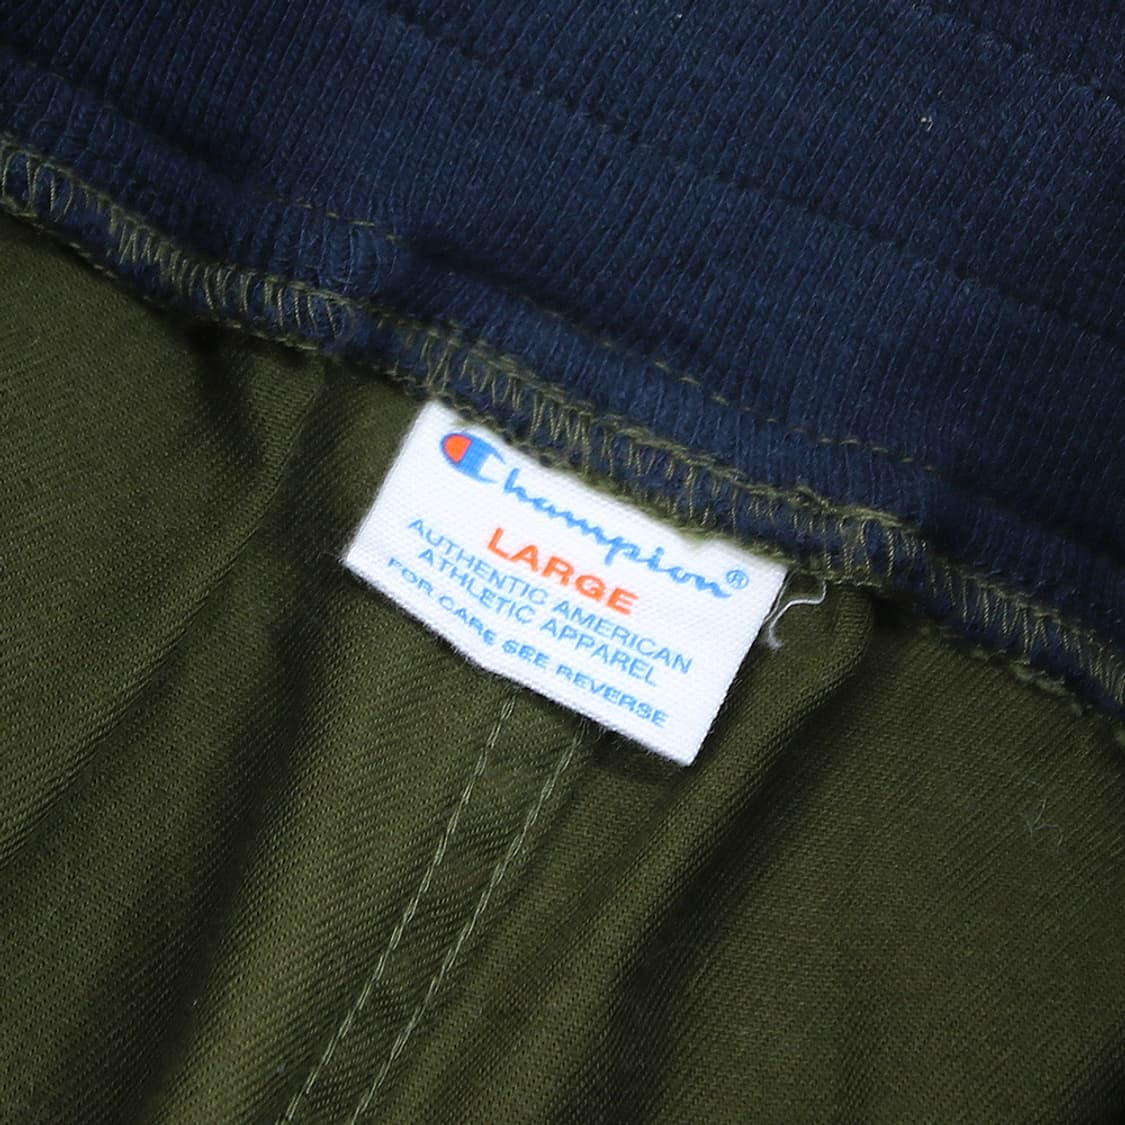 Champion®
LARGE
AUTHENTIC AMERICAN
ATHLETIC APPAREL
FOR CARE SEE REVERSE